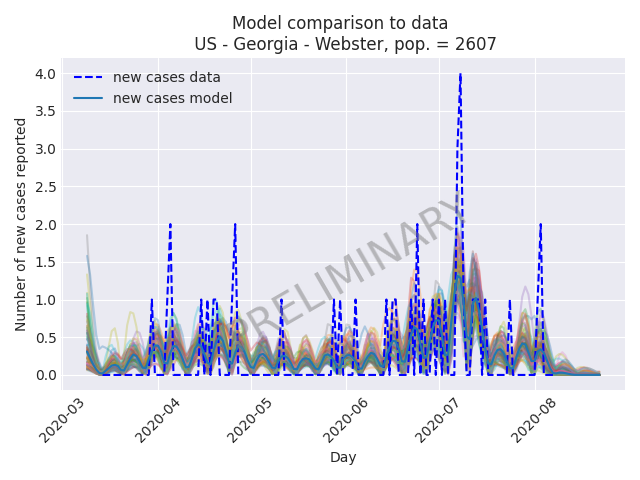 Model comparison to data
US - Georgia - Webster, pop. = 2607
new cases data
new cases model
PRELIMINARY
Number of new cases reported
4.0
3.5
3.0
2.5
2.0
1.5
1.0
0.5
0.0
2020-03
2020-04
2020-05
2020-06
2020-07
2020-08
Day